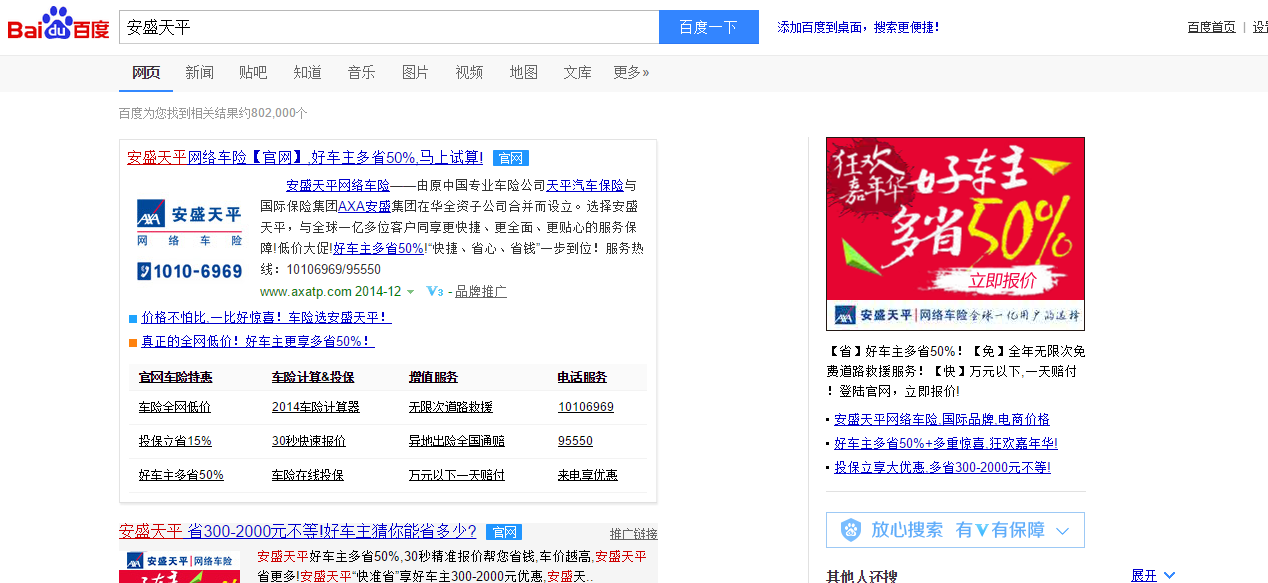 Bai du 百度
安盛天平
百度一下
添加百度到桌面，搜索更便捷！
百度首页 | 设
网页 新闻 贴吧 知道 音乐 图片 视频 地图 文库 更多»
百度为您找到相关结果约802,000个
安盛天平网络车险【官网】,好车主多省50%,马上试算! 官网
安盛天平网络车险——由原中国专业车险公司天平汽车保险与
国际保险集团AXA安盛集团在华全资子公司合并而设立。选择安盛
天平，与全球一亿多位客户同享更快捷、更全面、更贴心的服务保
障!低价大促!好车主多省50%!“快捷、省心、省钱”一步到位！服务热
线：10106969/95550
www.axatp.com 2014-12 V3 - 品牌推广
AXA 安盛天平
网络车险
1010-6969
价格不怕比,一比好惊喜！车险选安盛天平！
真正的全网低价！好车主更享多省50%！
官网车险特惠 车险计算&投保 增值服务 电话服务
车险全网低价 2014车险计算器 无限次道路救援 10106969
投保立省15% 30秒快速报价 异地出险全国通赔 95550
好车主多省50% 车险在线投保 万元以下一天赔付 来电享优惠
安盛天平 省300-2000元不等!好车主猜你能省多少? 官网 推广链接
AXA 安盛天平|网络车险
安盛天平好车主多省50%,30秒精准报价帮您省钱,车价越高,安盛天平
省更多!安盛天平“快准省”享好车主300-2000元优惠,安盛天..
狂欢
嘉年华
好车主
多省50%
立即报价
AXA 安盛天平|网络车险 全球一亿用户的选择
【省】好车主多省50%！【免】全年无限次免
费道路救援服务！【快】万元以下,一天赔付
！登陆官网，立即报价!
安盛天平网络车险,国际品牌,电商价格
好车主多省50%+多重惊喜,狂欢嘉年华!
投保立享大优惠,多省300-2000元不等!
放心搜索 有V有保障
其他人还搜 展开